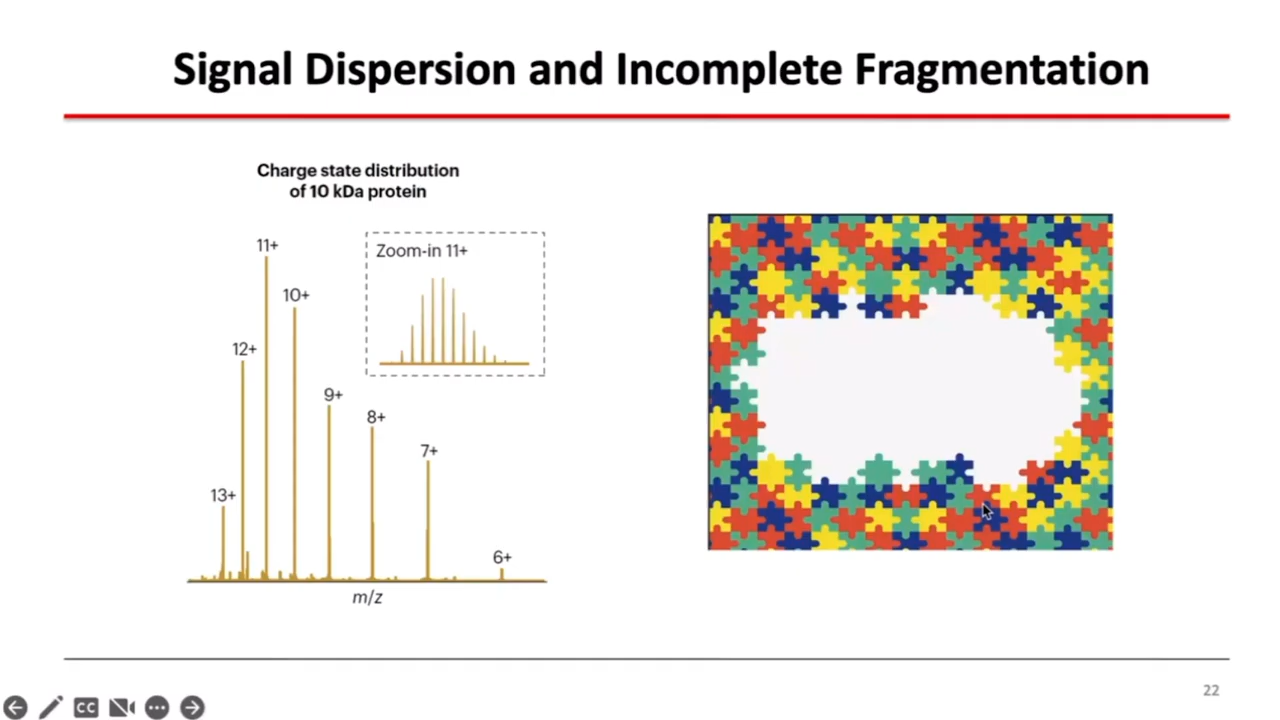 Signal Dispersion and Incomplete Fragmentation
Charge state distribution
of 10 kDa protein
Zoom-in 11+
11+
10+
12+
9+
8+
7+
13+
6+
m/z
22
CC